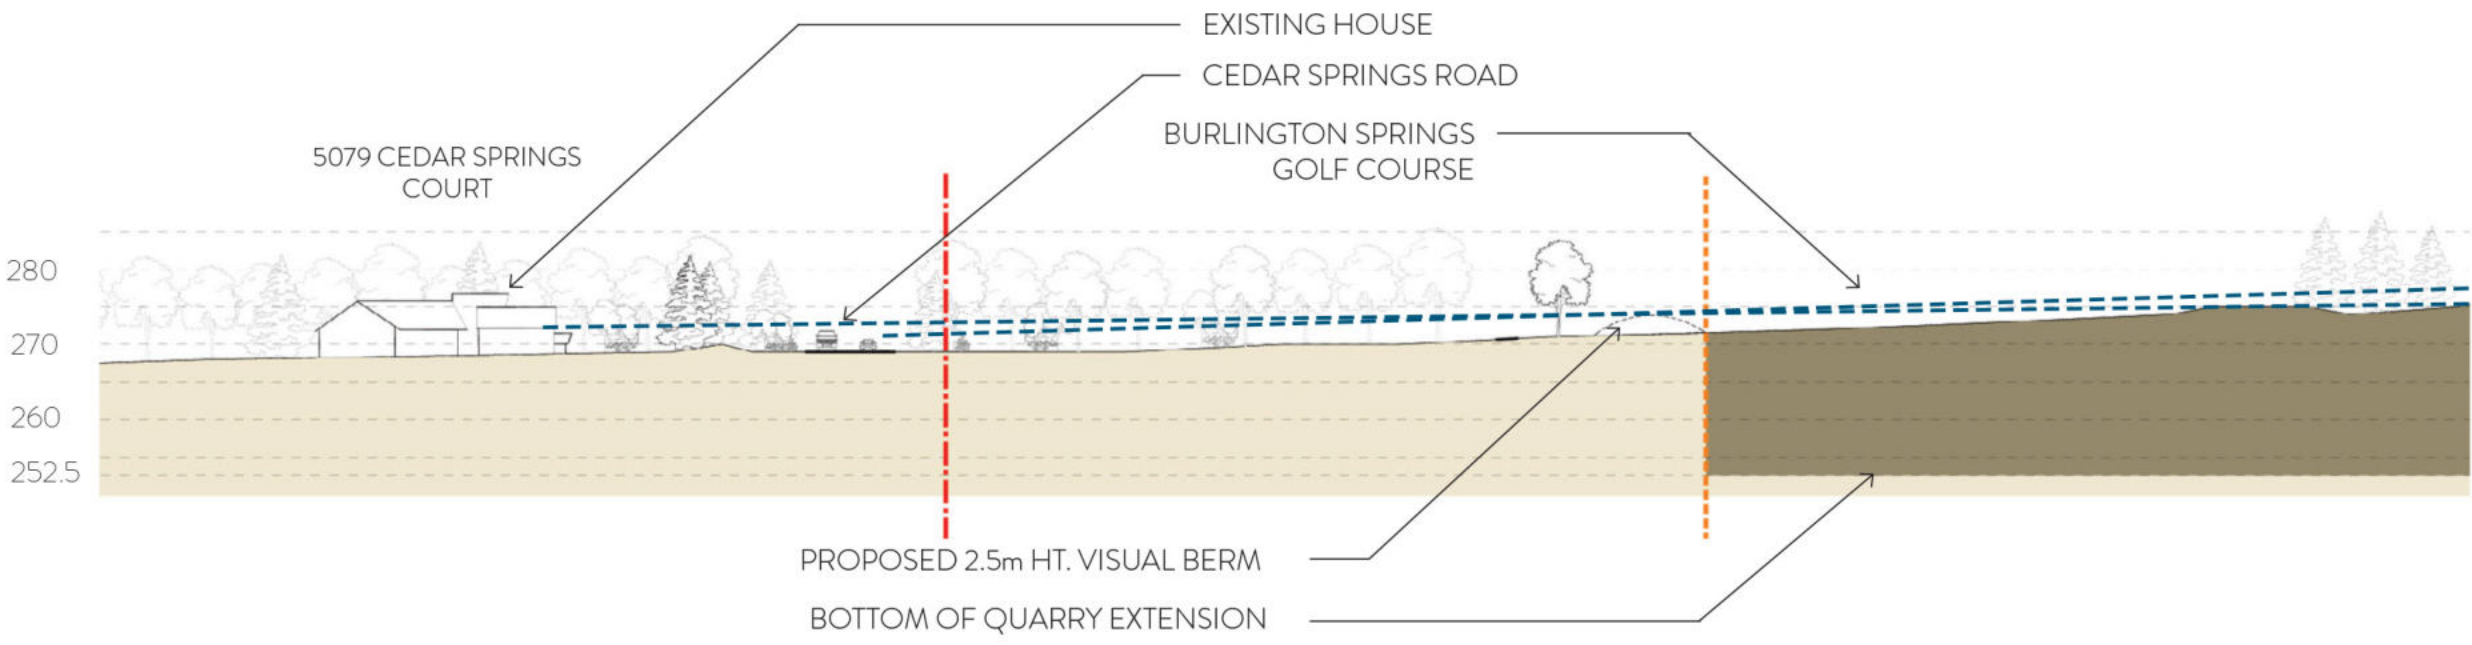 EXISTING HOUSE
CEDAR SPRINGS ROAD
BURLINGTON SPRINGS
GOLF COURSE
5079 CEDAR SPRINGS
COURT
280
270
260
252.5
PROPOSED 2.5m HT. VISUAL BERM
BOTTOM OF QUARRY EXTENSION